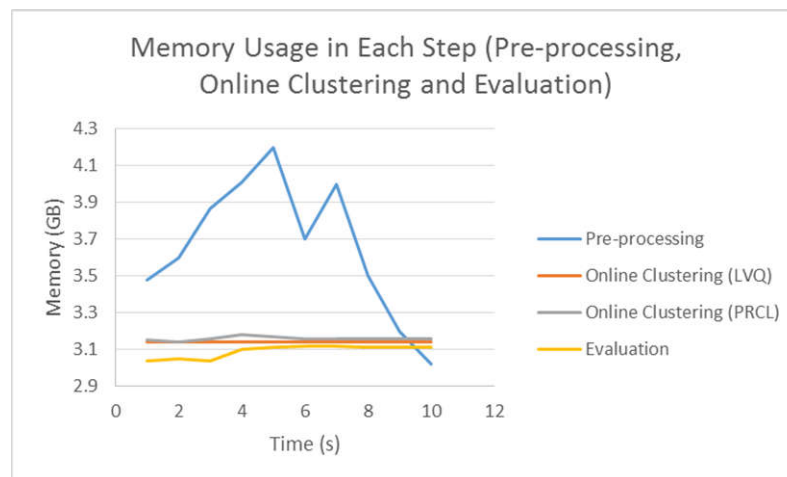 Memory Usage in Each Step (Pre-processing,
Online Clustering and Evaluation)
4.3
4.1
3.9
3.7
3.5
3.3
3.1
2.9
Memory (GB)
0 2 4 6 8 10 12
Time (s)
Pre-processing
Online Clustering (LVQ)
Online Clustering (PRCL)
Evaluation